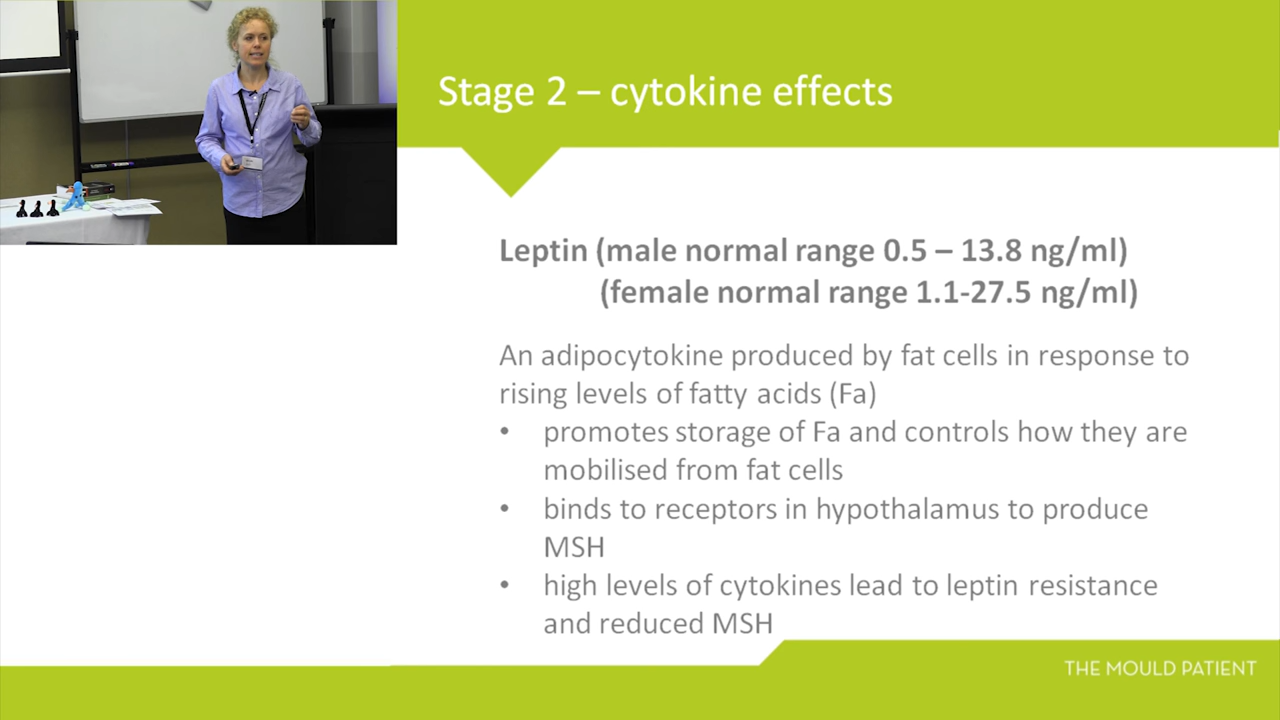 Stage 2 – cytokine effects
Leptin (male normal range 0.5 – 13.8 ng/ml)
(female normal range 1.1-27.5 ng/ml)
An adipocytokine produced by fat cells in response to
rising levels of fatty acids (Fa)
• promotes storage of Fa and controls how they are
mobilised from fat cells
• binds to receptors in hypothalamus to produce
MSH
• high levels of cytokines lead to leptin resistance
and reduced MSH
THE MOULD PATIENT